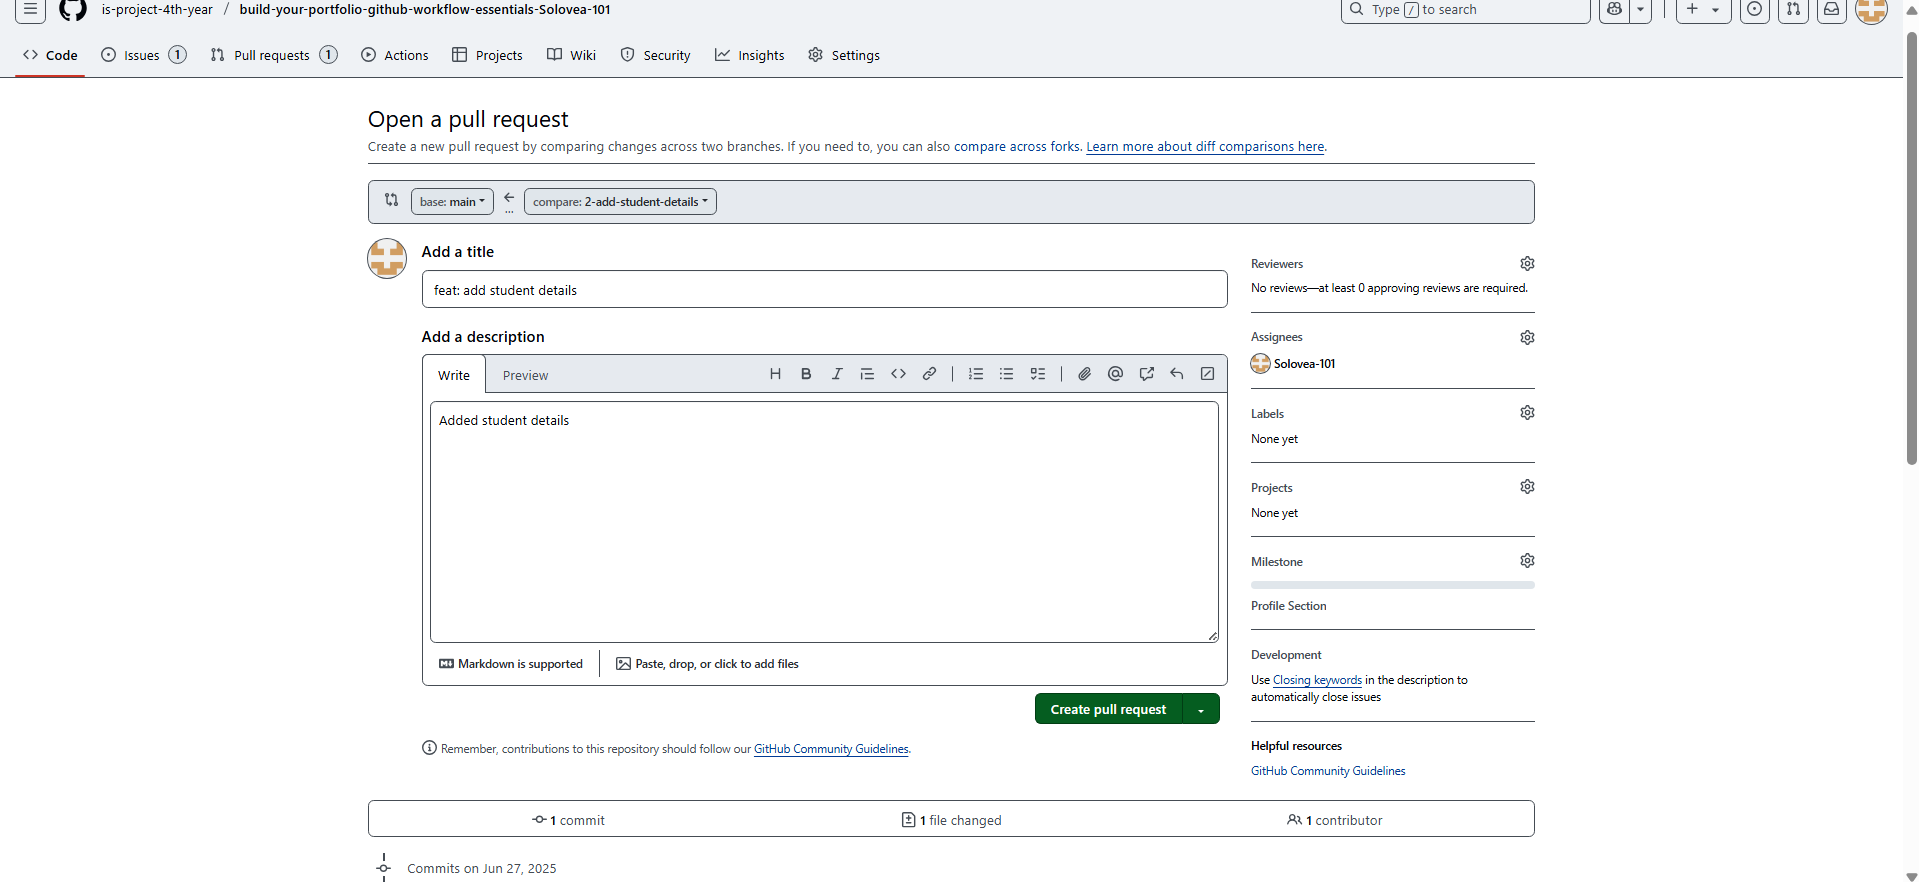 is-project-4th-year / build-your-portfolio-github-workflow-essentials-Solovea-101
Type / to search
Code
Issues 1
Pull requests 1
Actions
Projects
Wiki
Security
Insights
Settings
Open a pull request
Create a new pull request by comparing changes across two branches. If you need to, you can also compare across forks. Learn more about diff comparisons here.
base: main
...
compare: 2-add-student-details
Add a title
feat: add student details
Add a description
Write
Preview
Added student details
Markdown is supported
Paste, drop, or click to add files
Create pull request
Remember, contributions to this repository should follow our GitHub Community Guidelines.
Reviewers
No reviews—at least 0 approving reviews are required.
Assignees
Solovea-101
Labels
None yet
Projects
None yet
Milestone
Profile Section
Development
Use Closing keywords in the description to
automatically close issues
Helpful resources
GitHub Community Guidelines
1 commit
1 file changed
1 contributor
Commits on Jun 27, 2025